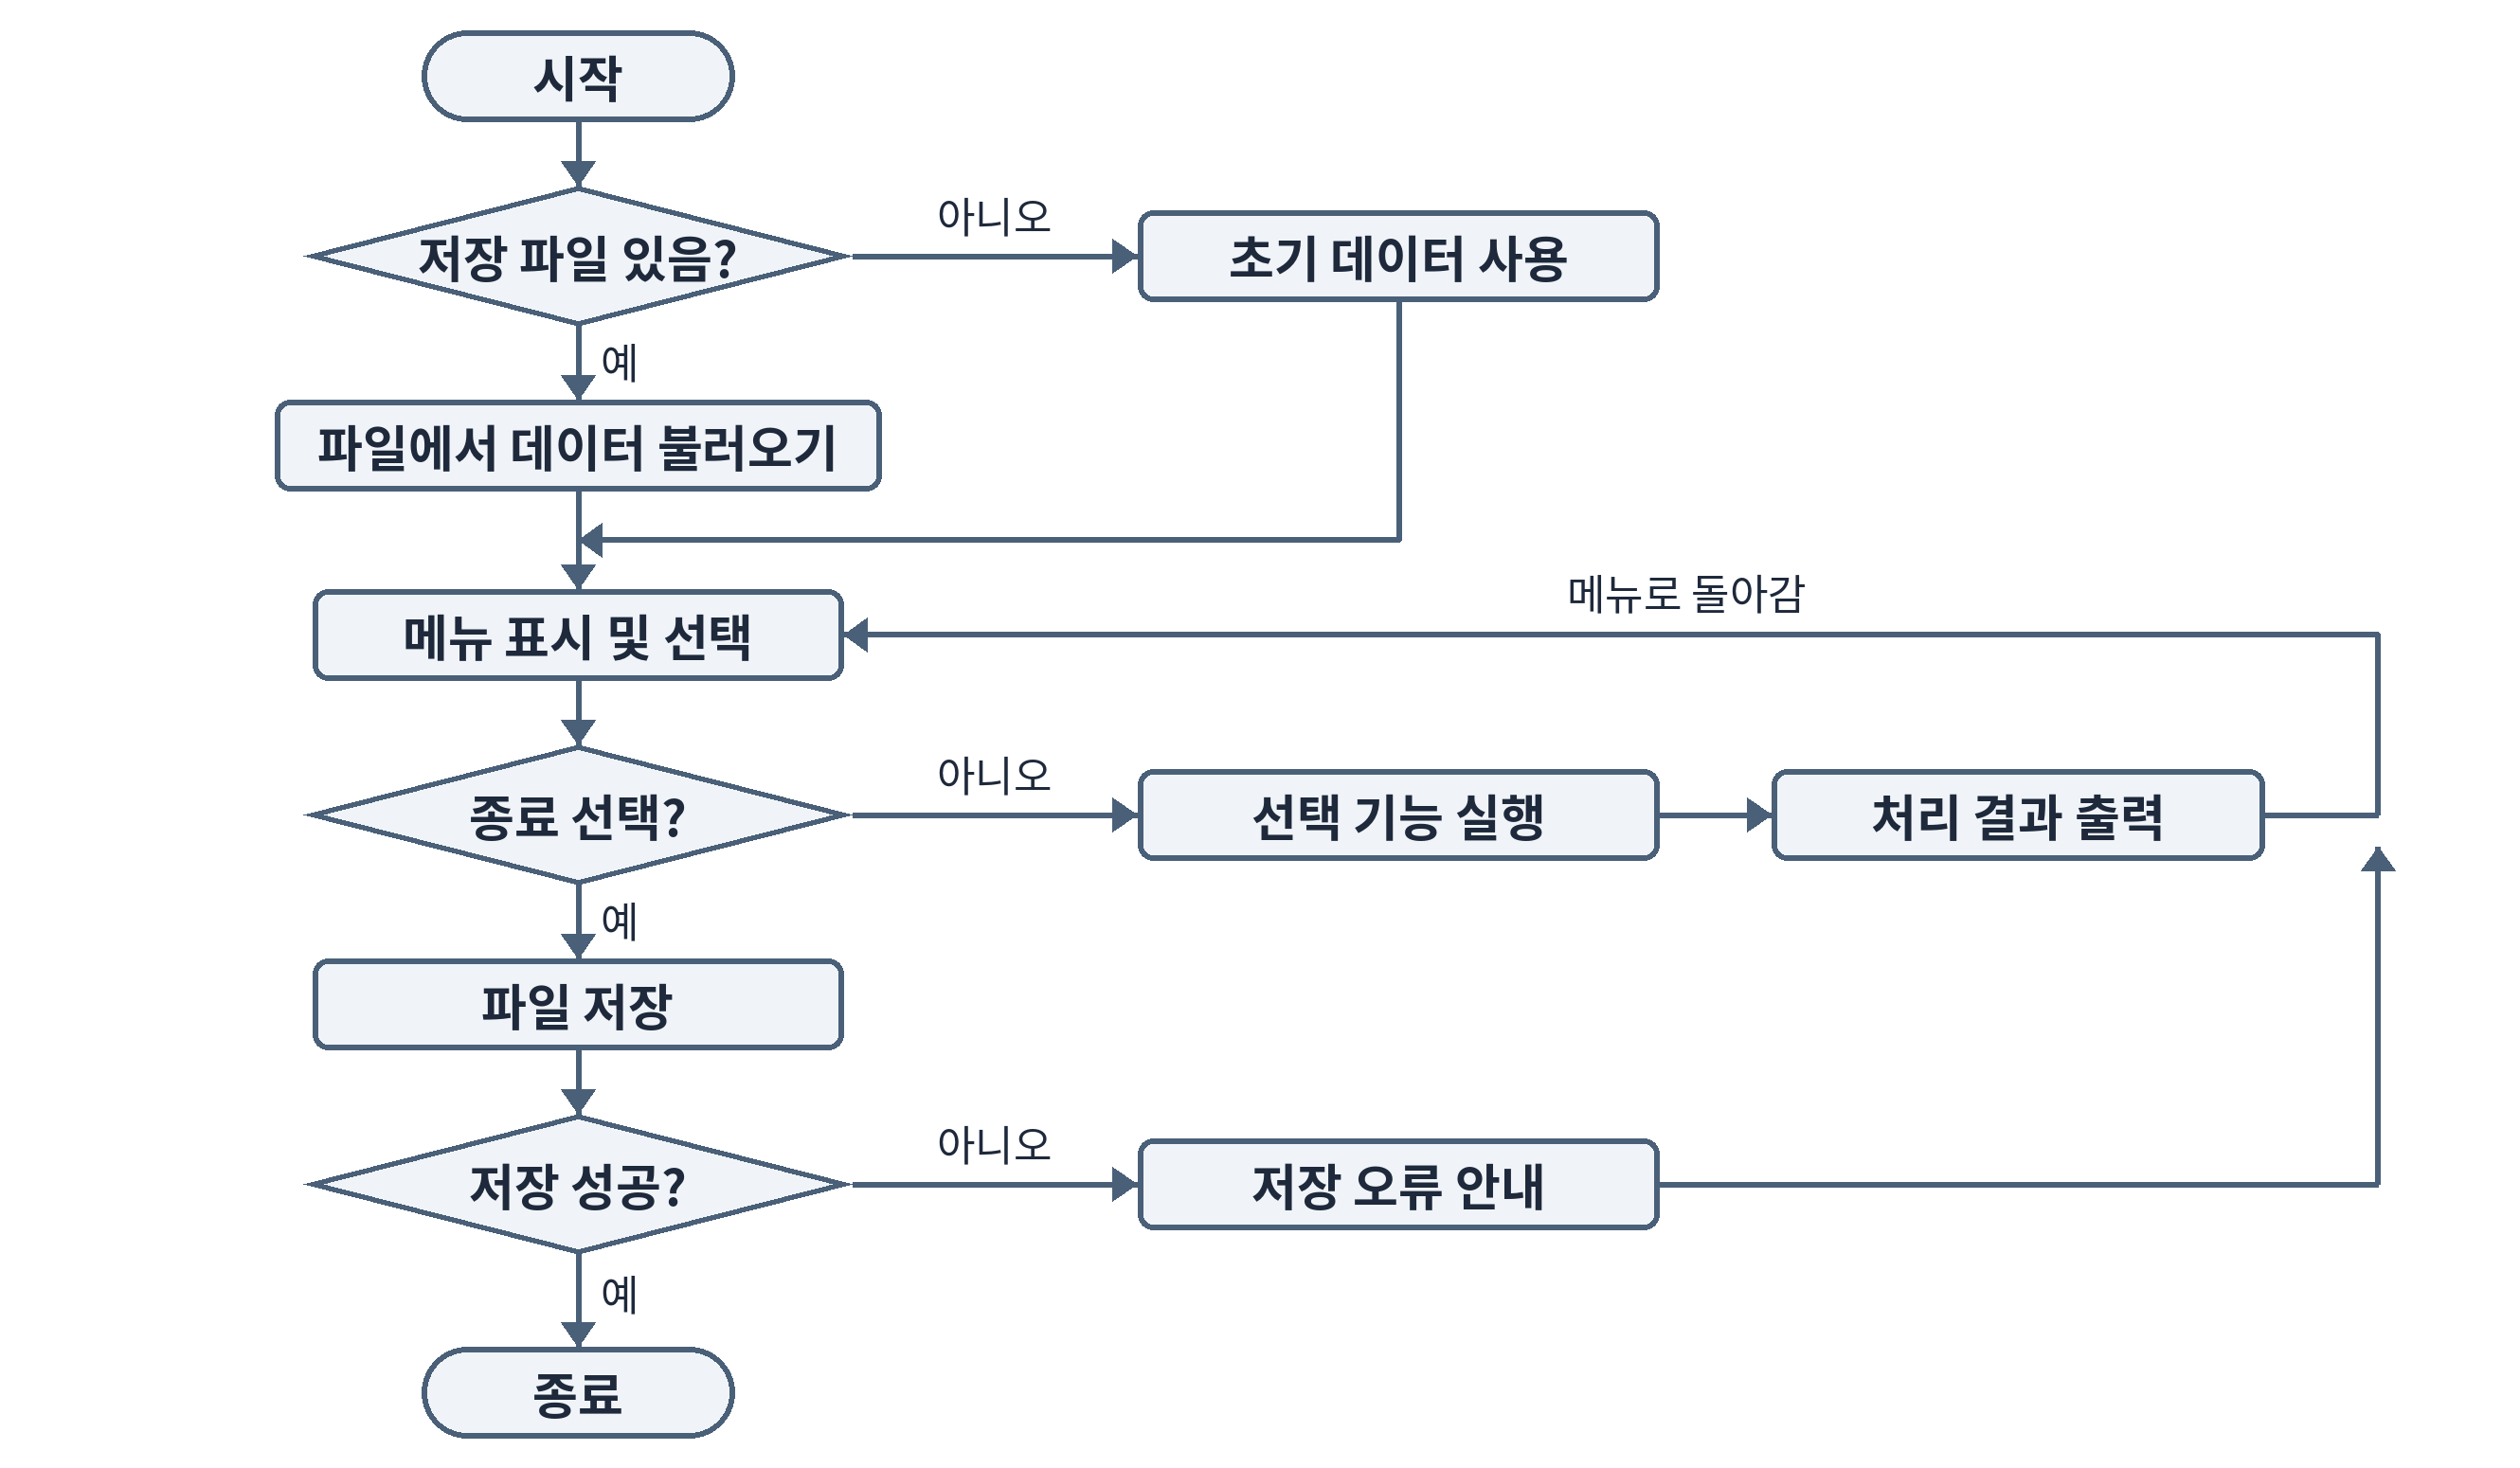 시작
저장 파일 있음?
아니오
초기 데이터 사용
예
파일에서 데이터 불러오기
메뉴로 돌아감
메뉴 표시 및 선택
종료 선택?
아니오
선택 기능 실행
처리 결과 출력
예
파일 저장
저장 성공?
아니오
저장 오류 안내
예
종료